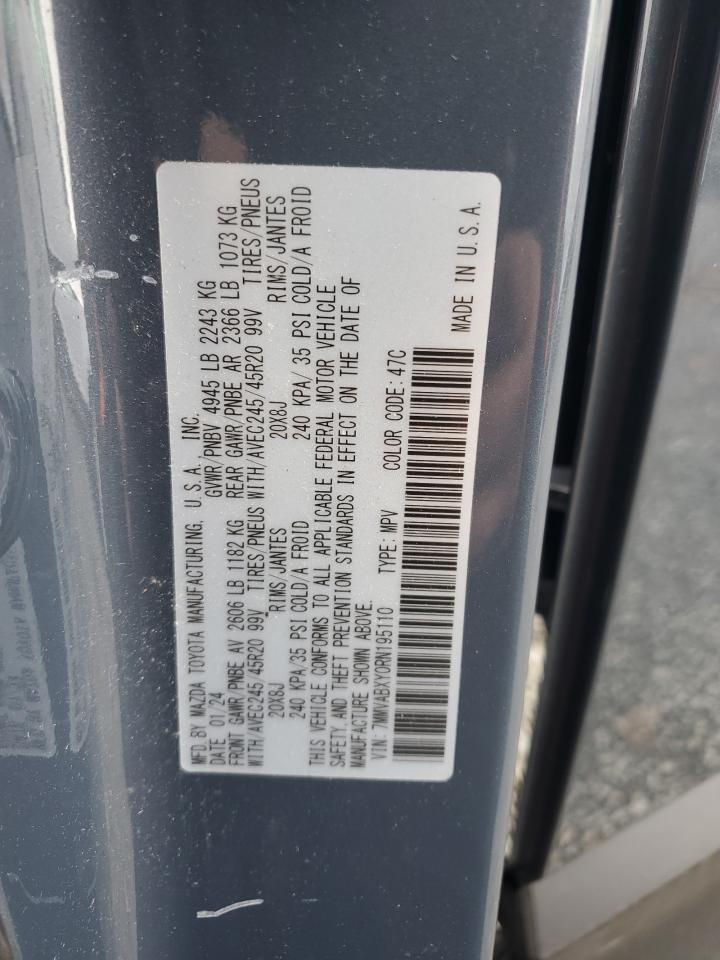 MFD. BY MAZDA TOYOTA MANUFACTURING, U.S.A. INC.
DATE 01/24 GVWR/PNBV 4945 LB 2243 KG
FRONT GAWR/PNBE AV 2606 LB 1182 KG REAR GAWR/PNBE AR 2366 LB 1073 KG
WITH/AVEC245/45R20 99V TIRES/PNEUS WITH/AVEC245/45R20 99V TIRES/PNEUS
20X8J RIMS/JANTES 20X8J RIMS/JANTES
240 KPA/35 PSI COLD/A FROID 240 KPA/ 35 PSI COLD/A FROID
THIS VEHICLE CONFORMS TO ALL APPLICABLE FEDERAL MOTOR VEHICLE
SAFETY AND THEFT PREVENTION STANDARDS IN EFFECT ON THE DATE OF
MANUFACTURE SHOWN ABOVE.
VIN: 7MMVABXY0RN195110 TYPE: MPV COLOR CODE: 47C
MADE IN U.S.A.